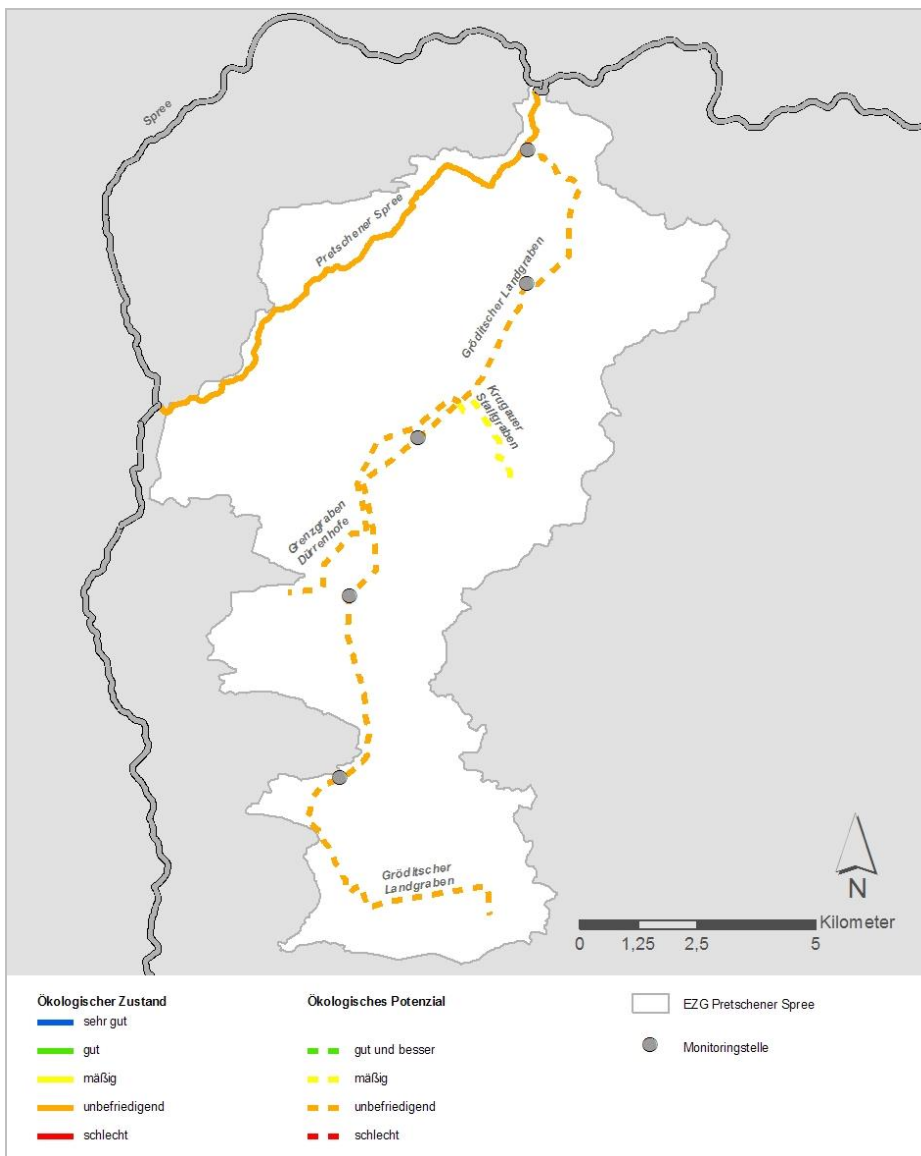 Spree
Pretschener Spree
Gröditscher Landgraben
Krugauer
Stallgraben
Grenzgraben
Dürrenhofe
Gröditscher
Landgraben
N
Kilometer
0 1,25 2,5 5
Ökologischer Zustand
sehr gut
gut
mäßig
unbefriedigend
schlecht
Ökologisches Potenzial
gut und besser
mäßig
unbefriedigend
schlecht
EZG Pretschener Spree
Monitoringstelle